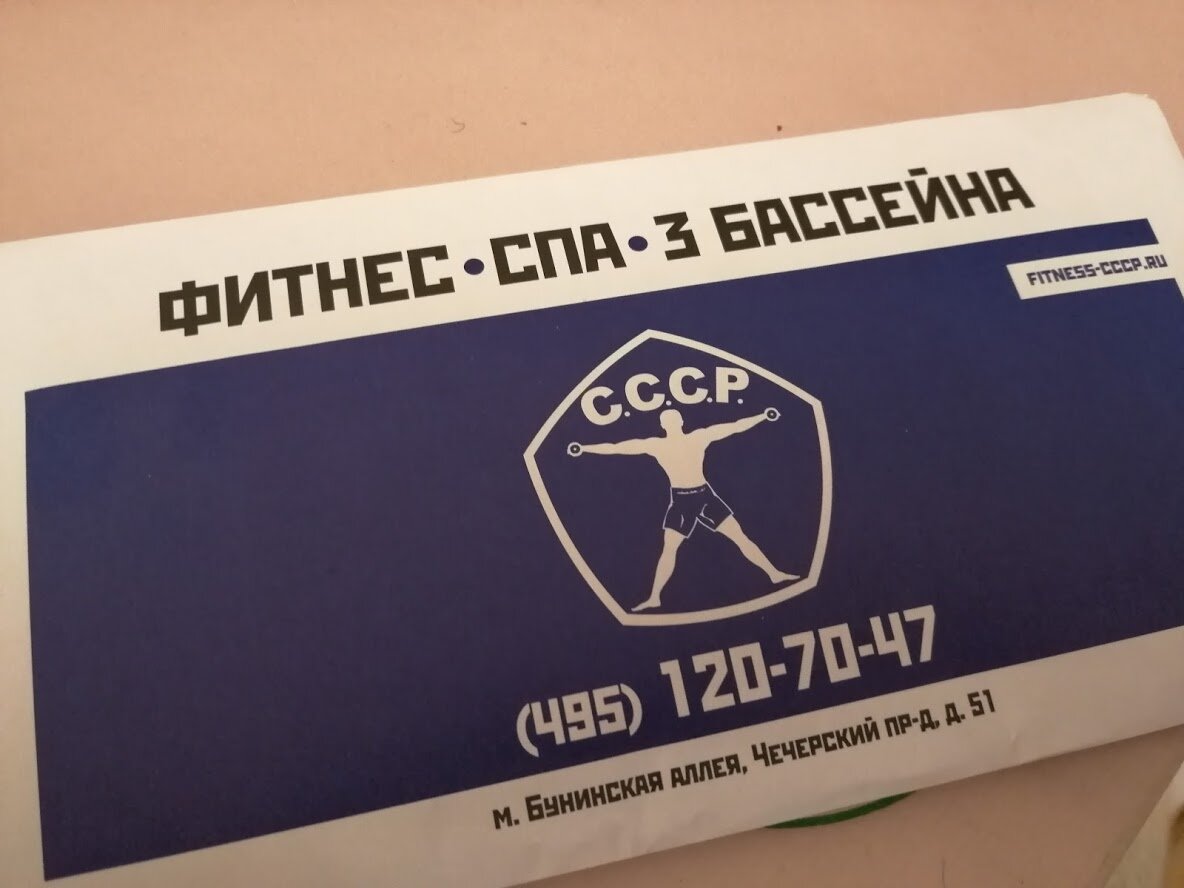 ФИТНЕС•СПА•3 БАССЕЙНА
FITNESS-CCCP.RU
С.С.С.Р.
(495) 120-70-47
м. Бунинская аллея, Чечерский пр-д, д. 51